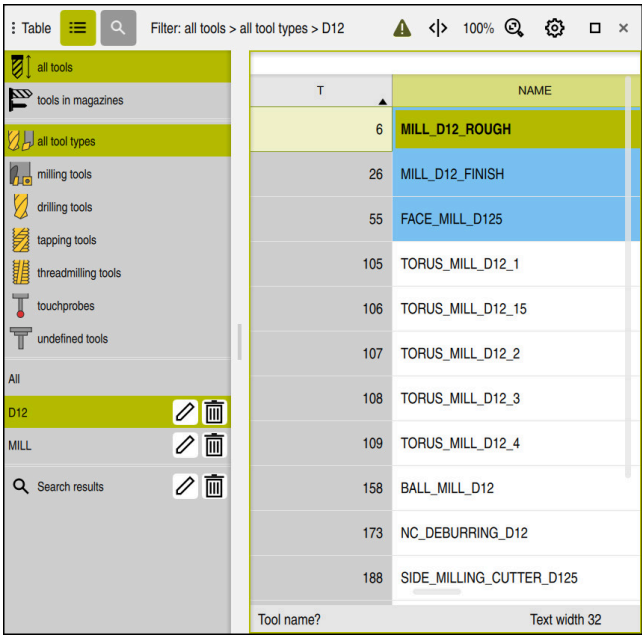 Table
Filter: all tools > all tool types > D12
100%
all tools
tools in magazines
all tool types
milling tools
drilling tools
tapping tools
threadmilling tools
touchprobes
undefined tools
All
D12
MILL
Search results
T NAME
6 MILL_D12_ROUGH
26 MILL_D12_FINISH
55 FACE_MILL_D125
105 TORUS_MILL_D12_1
106 TORUS_MILL_D12_15
107 TORUS_MILL_D12_2
108 TORUS_MILL_D12_3
109 TORUS_MILL_D12_4
158 BALL_MILL_D12
173 NC_DEBURRING_D12
188 SIDE_MILLING_CUTTER_D125
Tool name? Text width 32